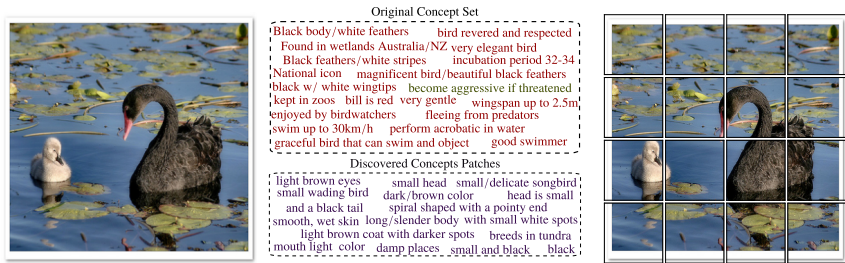 Original Concept Set
Black body/white feathers bird revered and respected
Found in wetlands Australia/NZ very elegant bird
Black feathers/white stripes incubation period 32-34
National icon magnificent bird/beautiful black feathers
black w/ white wingtips become aggressive if threatened
kept in zoos bill is red very gentle wingspan up to 2.5m
enjoyed by birdwatchers fleeing from predators
swim up to 30km/h perform acrobatic in water
graceful bird that can swim and object good swimmer
Discovered Concepts Patches
light brown eyes small head small/delicate songbird
small wading bird dark/brown color head is small
and a black tail spiral shaped with a pointy end
smooth, wet skin long/slender body with small white spots
light brown coat with darker spots breeds in tundra
mouth light color damp places small and black black